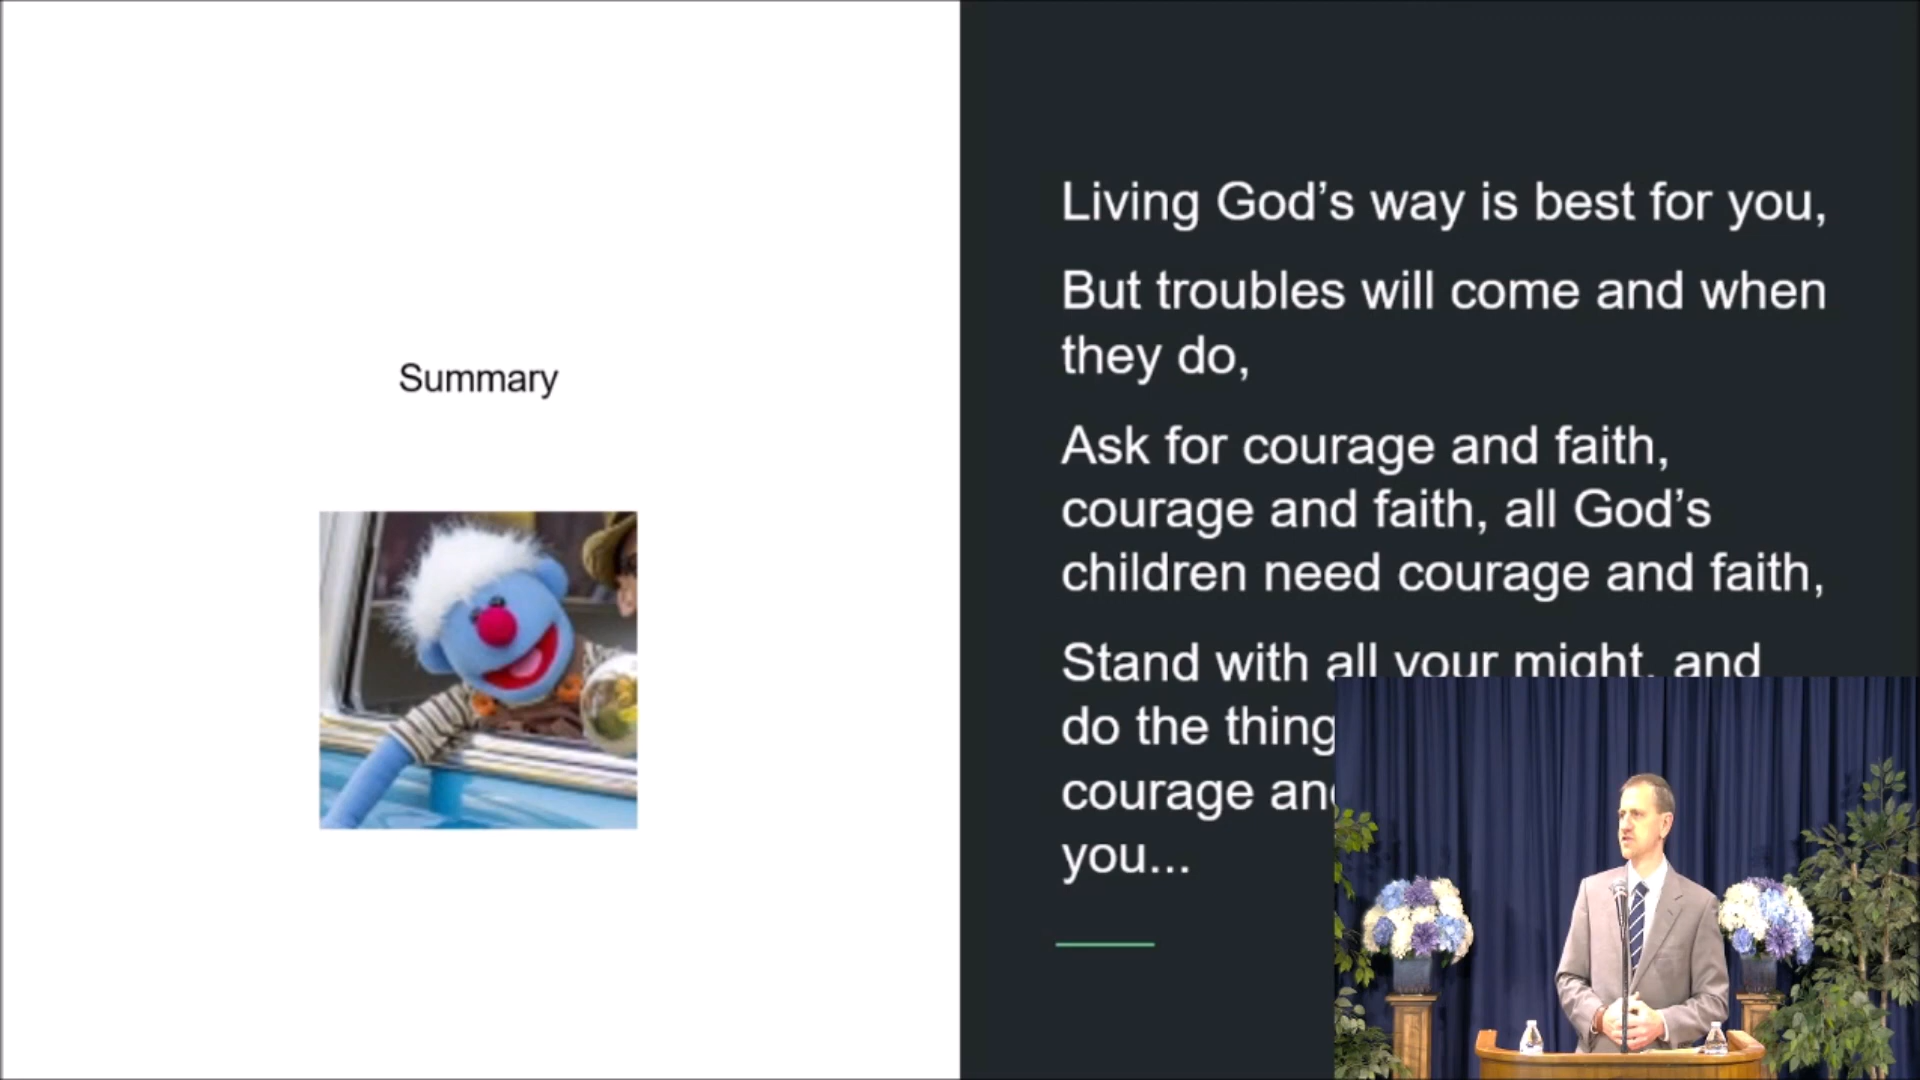 Summary
Living God’s way is best for you,
But troubles will come and when
they do,
Ask for courage and faith,
courage and faith, all God’s
children need courage and faith,
Stand with all your might, and
do the thing
courage and
you...